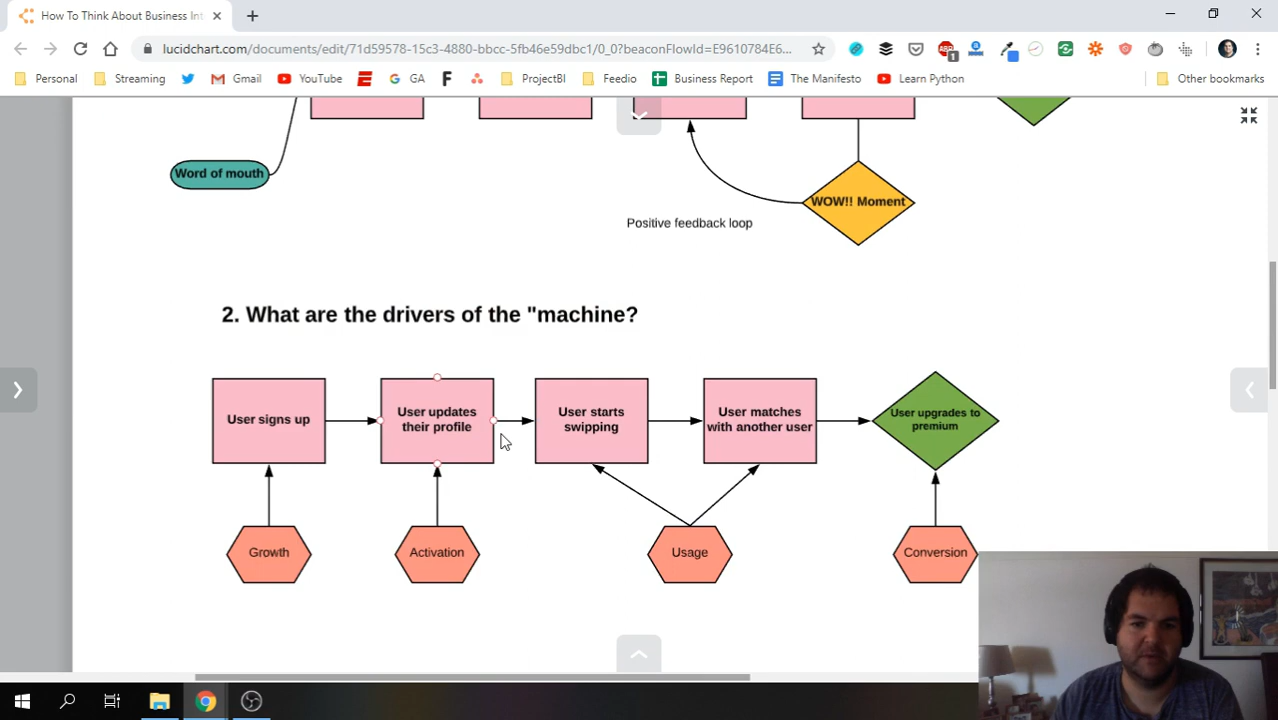 How To Think About Business Int
lucidchart.com/documents/edit/71d59578-15c3-4880-bbcc-5fb46e59dbc1/0_0?beaconFlowId=E9610784E6...
1
Personal
Streaming
Gmail
YouTube
GA
ProjectBI
Feedio
Business Report
The Manifesto
Learn Python
Other bookmarks
Word of mouth
WOW!! Moment
Positive feedback loop
2. What are the drivers of the "machine?
User signs up
User updates
their profile
User starts
swipping
User matches
with another user
User upgrades to
premium
Growth
Activation
Usage
Conversion